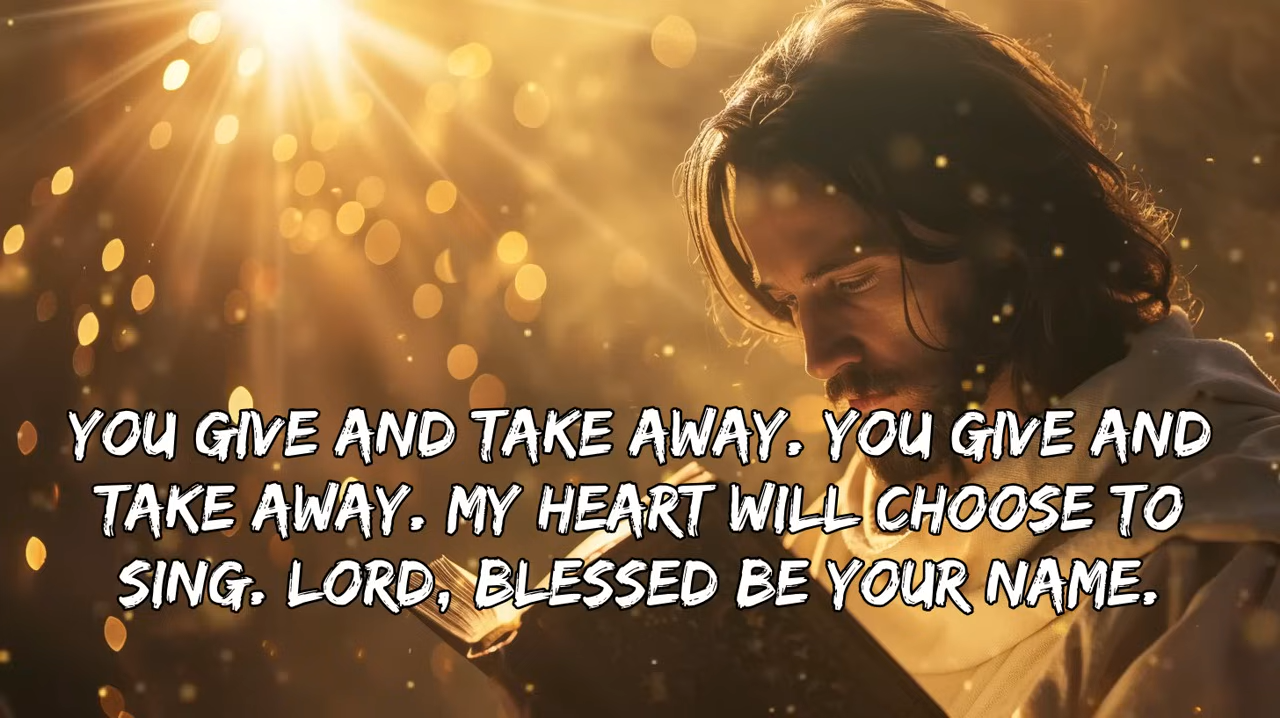 YOU GIVE AND TAKE AWAY. YOU GIVE AND
TAKE AWAY. MY HEART WILL CHOOSE TO
SING. LORD, BLESSED BE YOUR NAME.